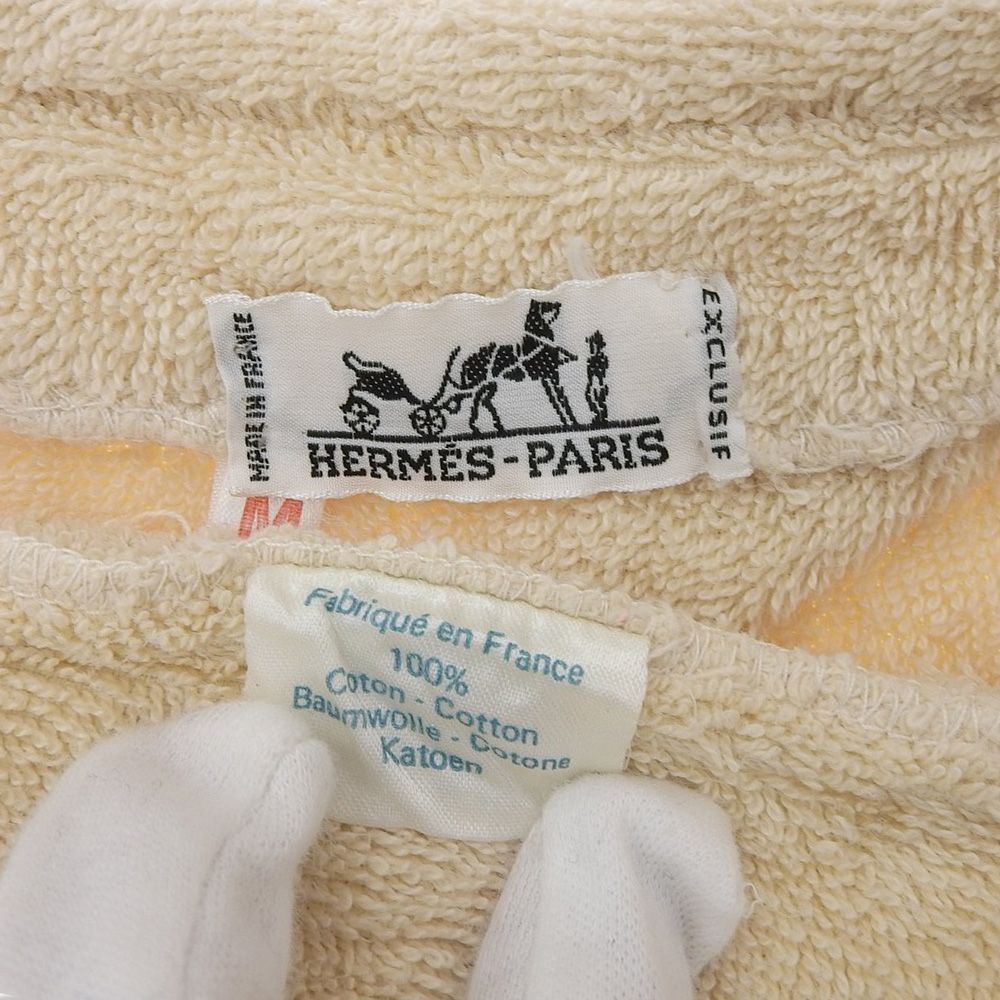 MADE IN FRANCE
HERMÈS-PARIS
EXCLUSIF
M
Fabriqué en France
100%
Coton - Cotton
Baumwolle - Cotone
Katoen